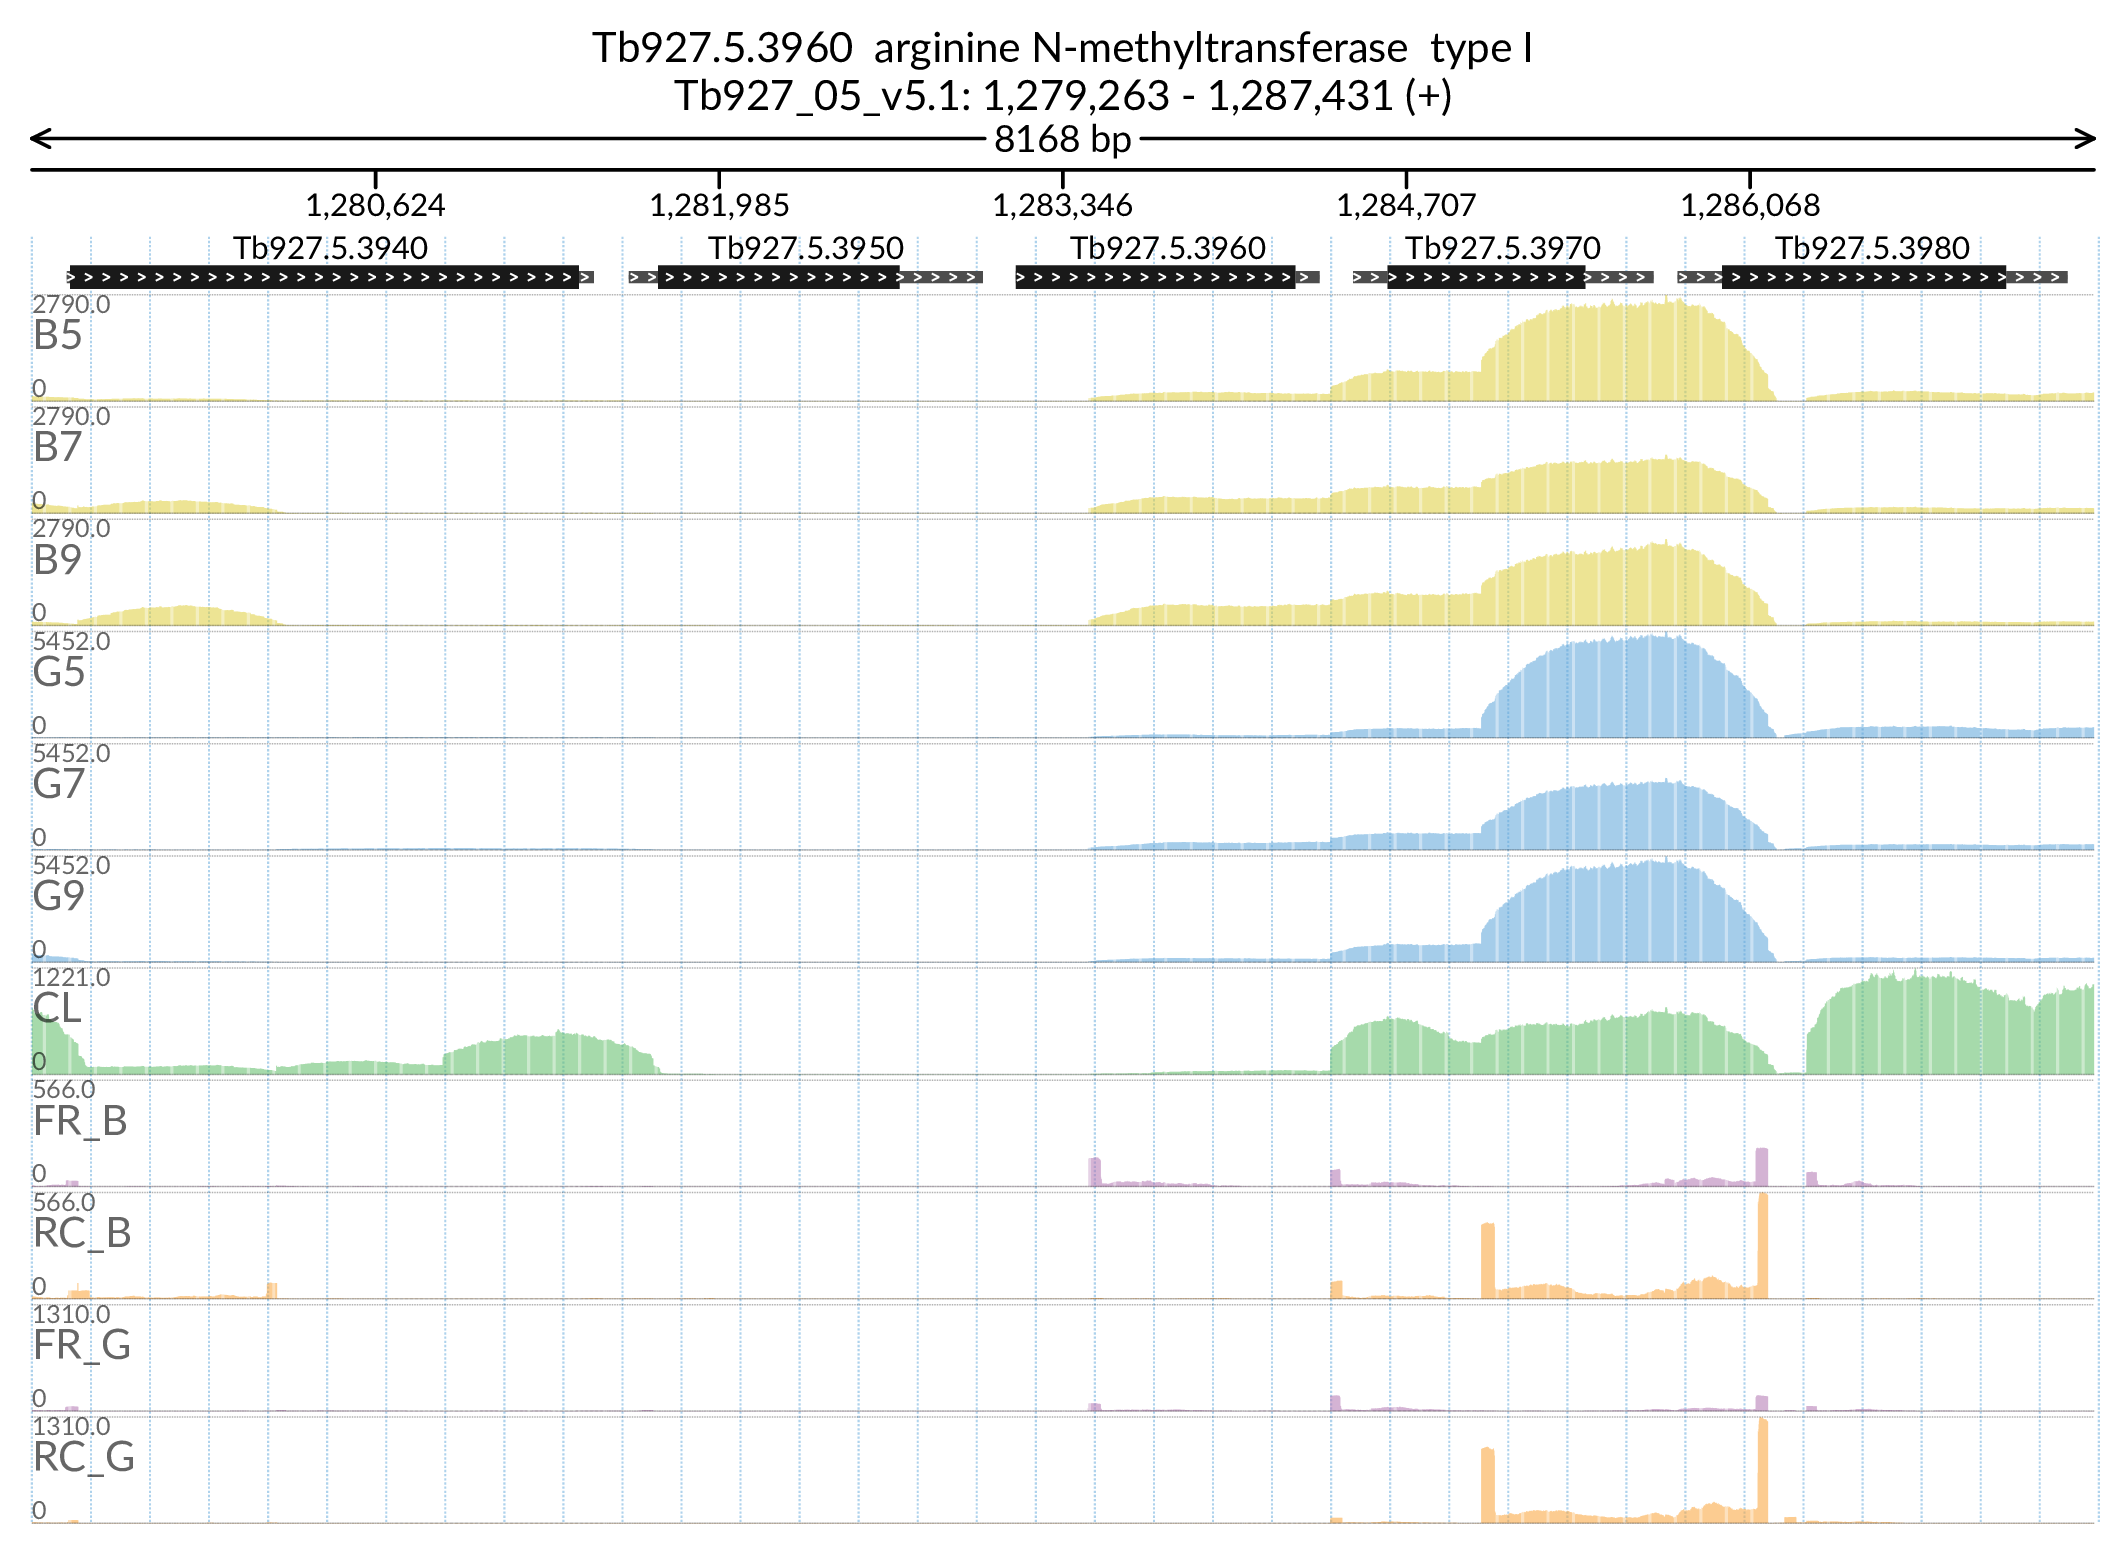 Tb927.5.3960  arginine N-methyltransferase  type I
Tb927_05_v5.1: 1,279,263 - 1,287,431 (+)
8168 bp
1,280,624 1,281,985 1,283,346 1,284,707 1,286,068
Tb927.5.3940 Tb927.5.3950 Tb927.5.3960 Tb927.5.3970 Tb927.5.3980
2790.0
B5
0
2790.0
B7
0
2790.0
B9
0
5452.0
G5
0
5452.0
G7
0
5452.0
G9
0
1221.0
CL
0
566.0
FR_B
0
566.0
RC_B
0
1310.0
FR_G
0
1310.0
RC_G
0